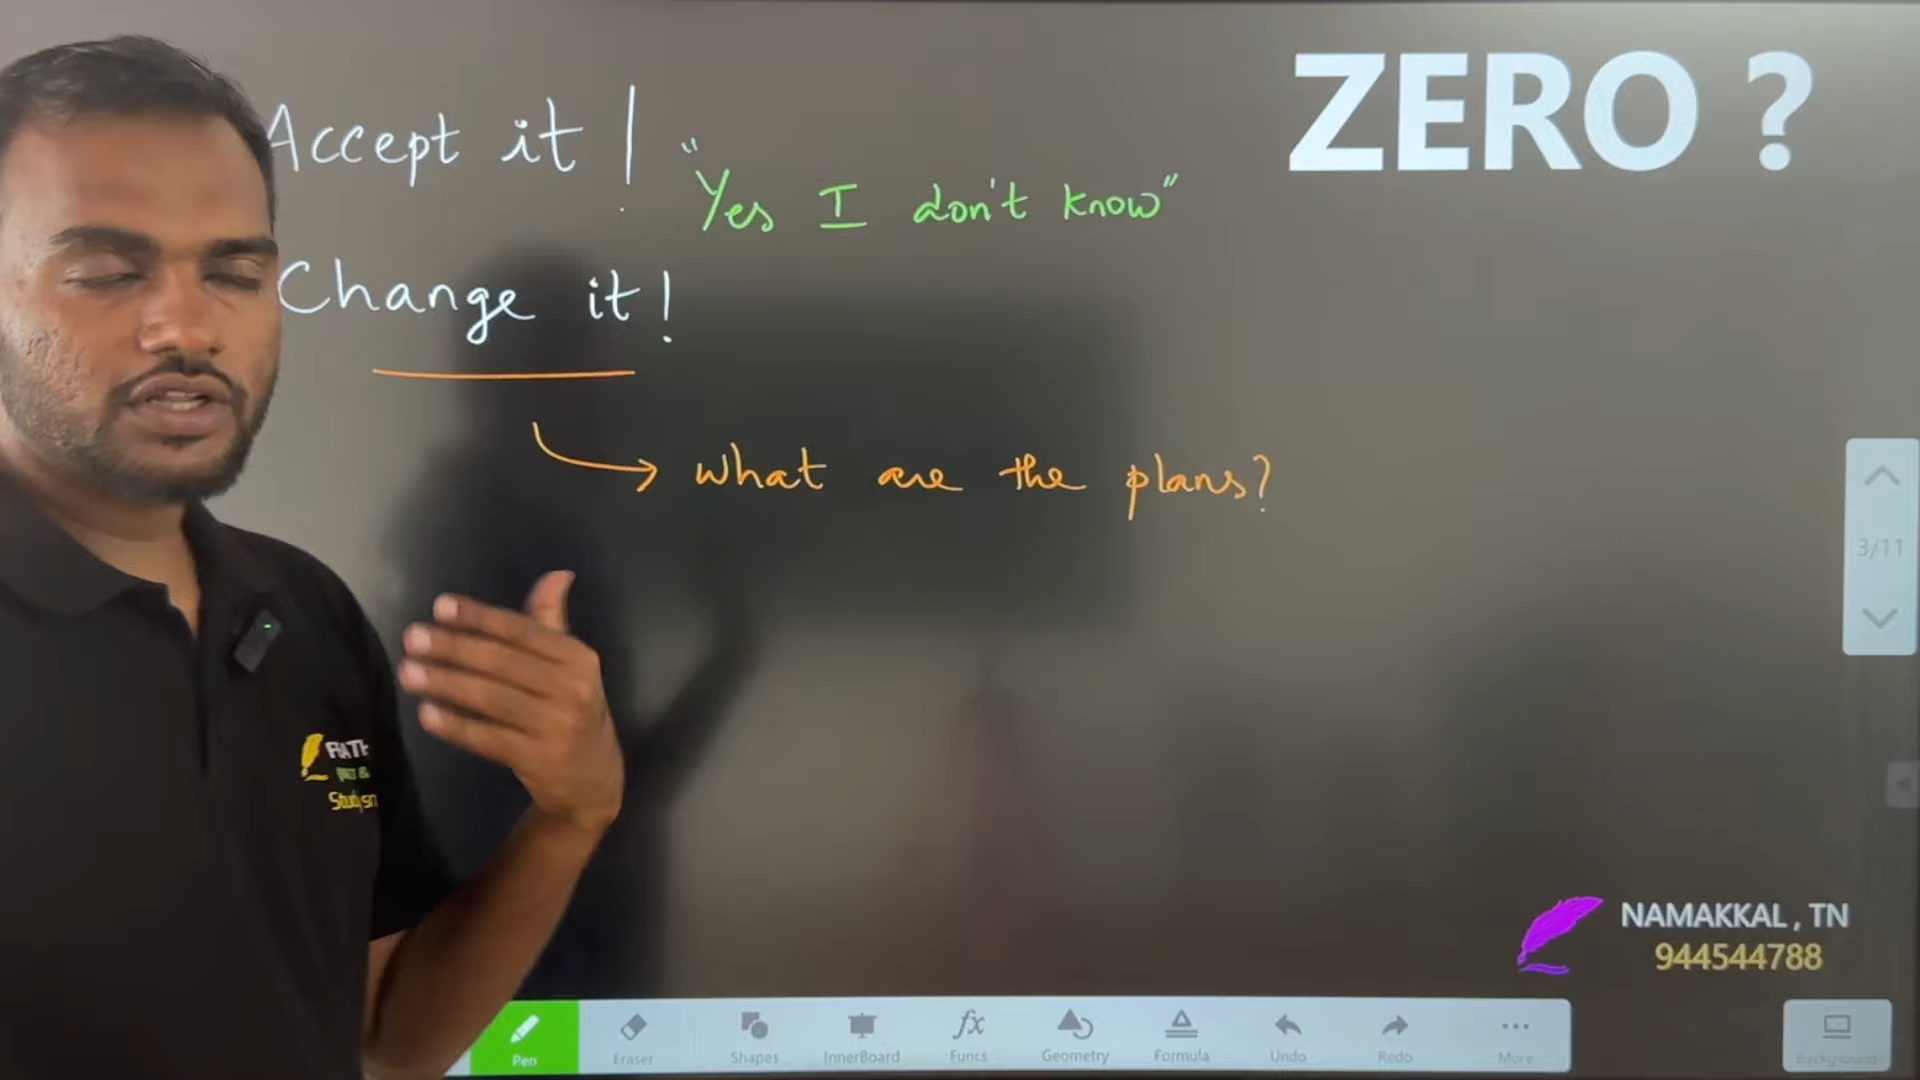 ZERO ?
Accept it !
"Yes I don't know"
Change it !
What are the plans?
3/11
NAMAKKAL , TN
944544788
Pen
Eraser
Shapes
InnerBoard
fx
Funcs
Geometry
Formula
Undo
Redo
More
Background